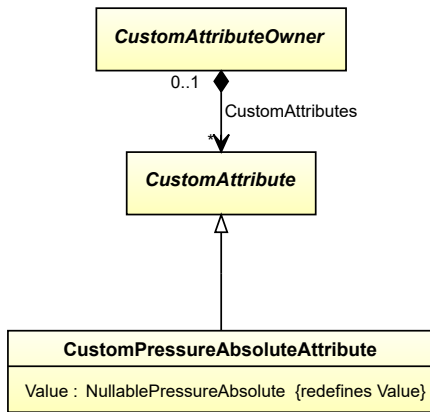 CustomAttributeOwner
0..1
CustomAttributes
*
CustomAttribute
CustomPressureAbsoluteAttribute
Value : NullablePressureAbsolute {redefines Value}